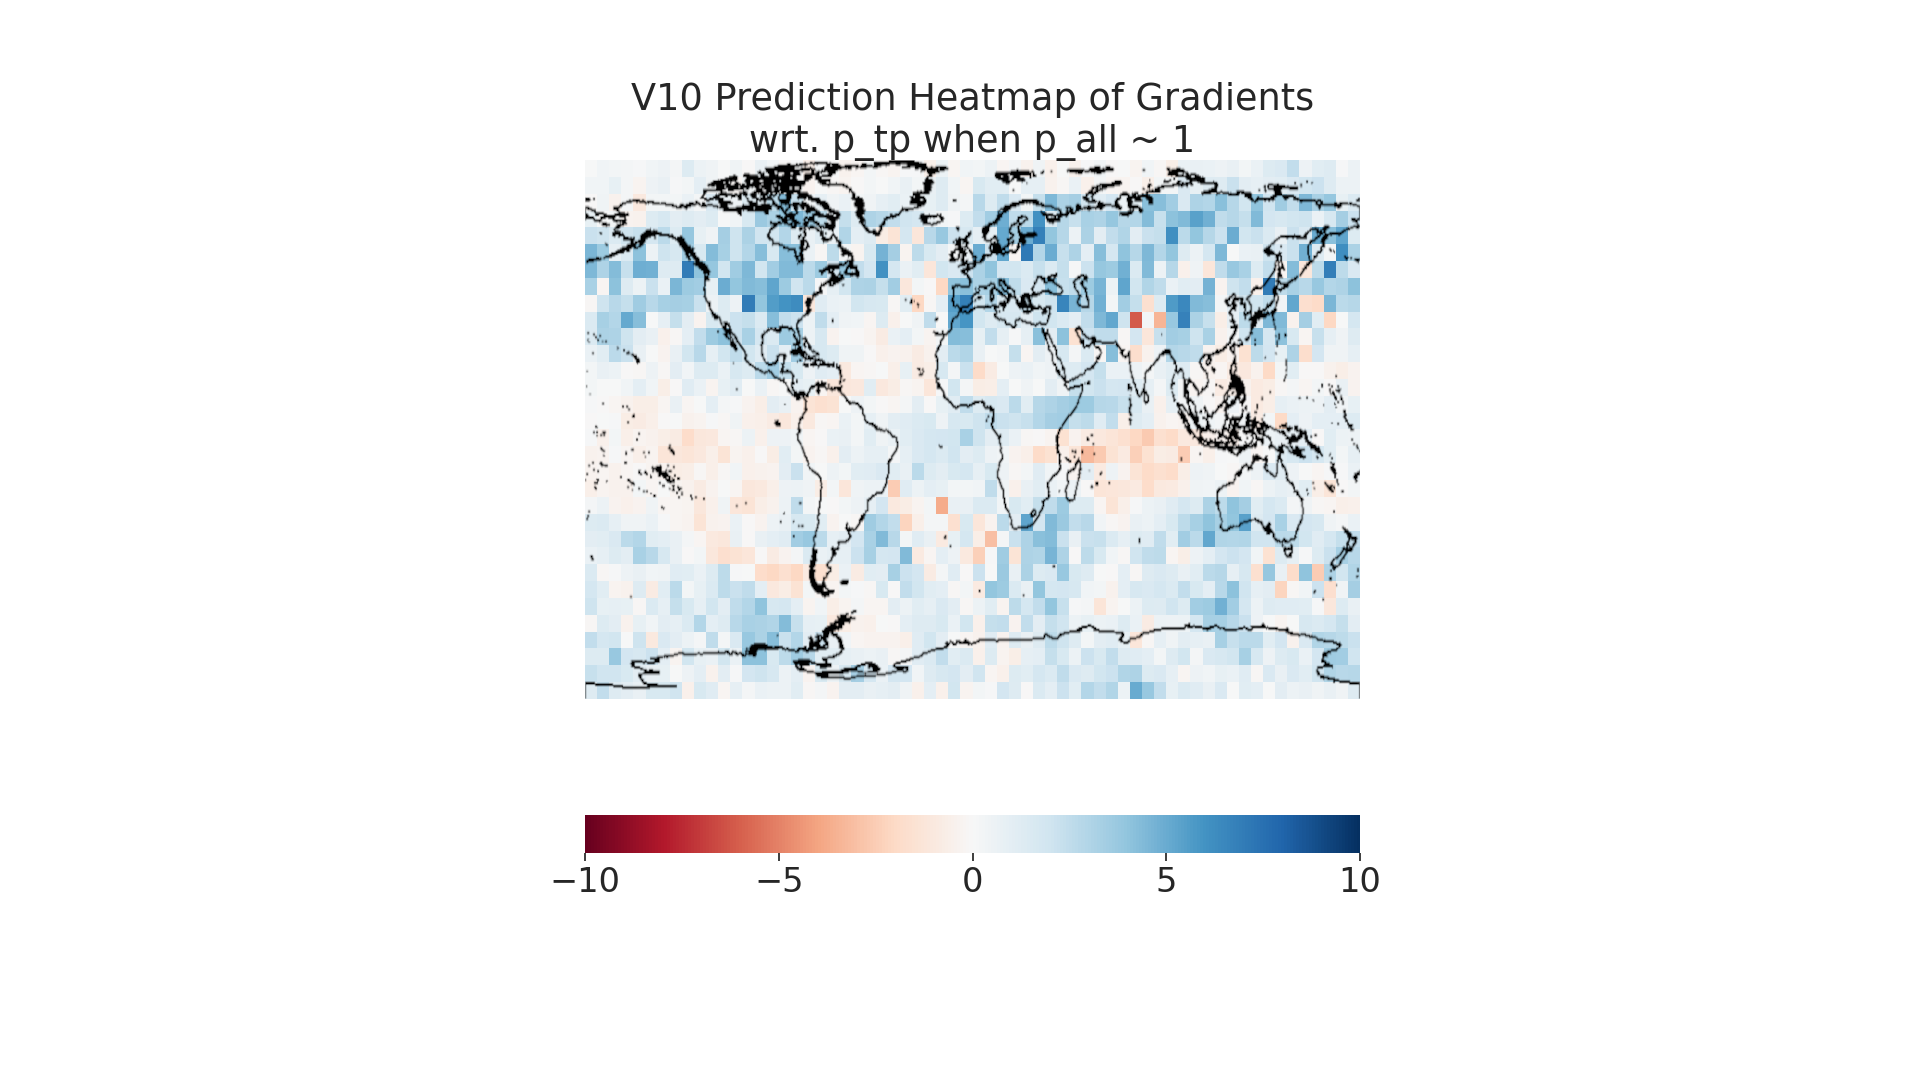 V10 Prediction Heatmap of Gradients
wrt. p_tp when p_all ~ 1
−10 −5 0 5 10